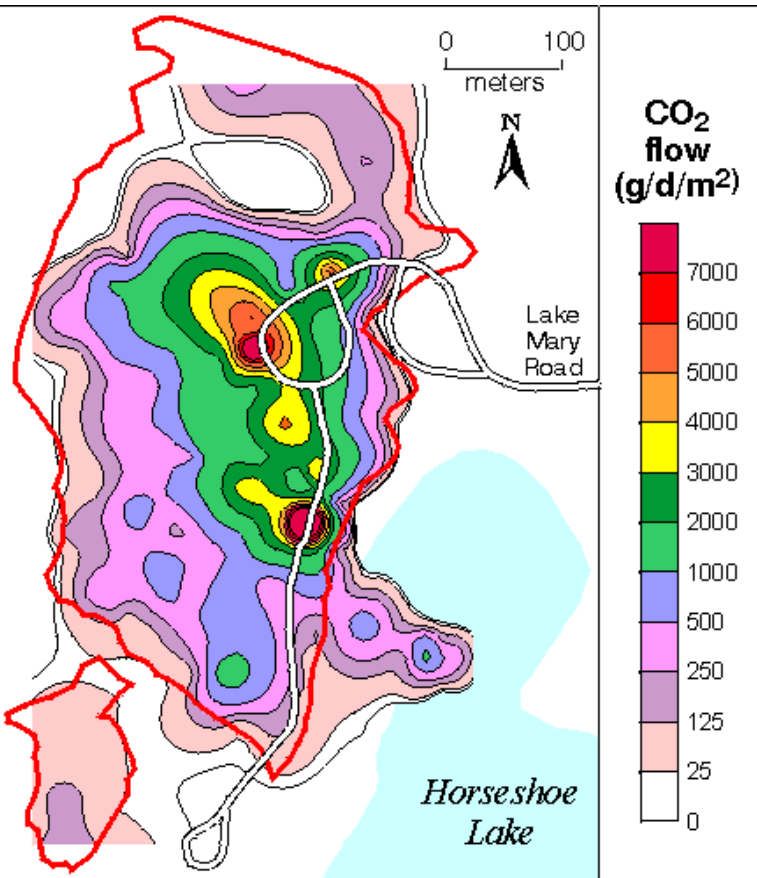 0 100
meters
N
Lake
Mary
Road
Horseshoe
Lake
CO₂
flow
(g/d/m²)
7000
6000
5000
4000
3000
2000
1000
500
250
125
25
0